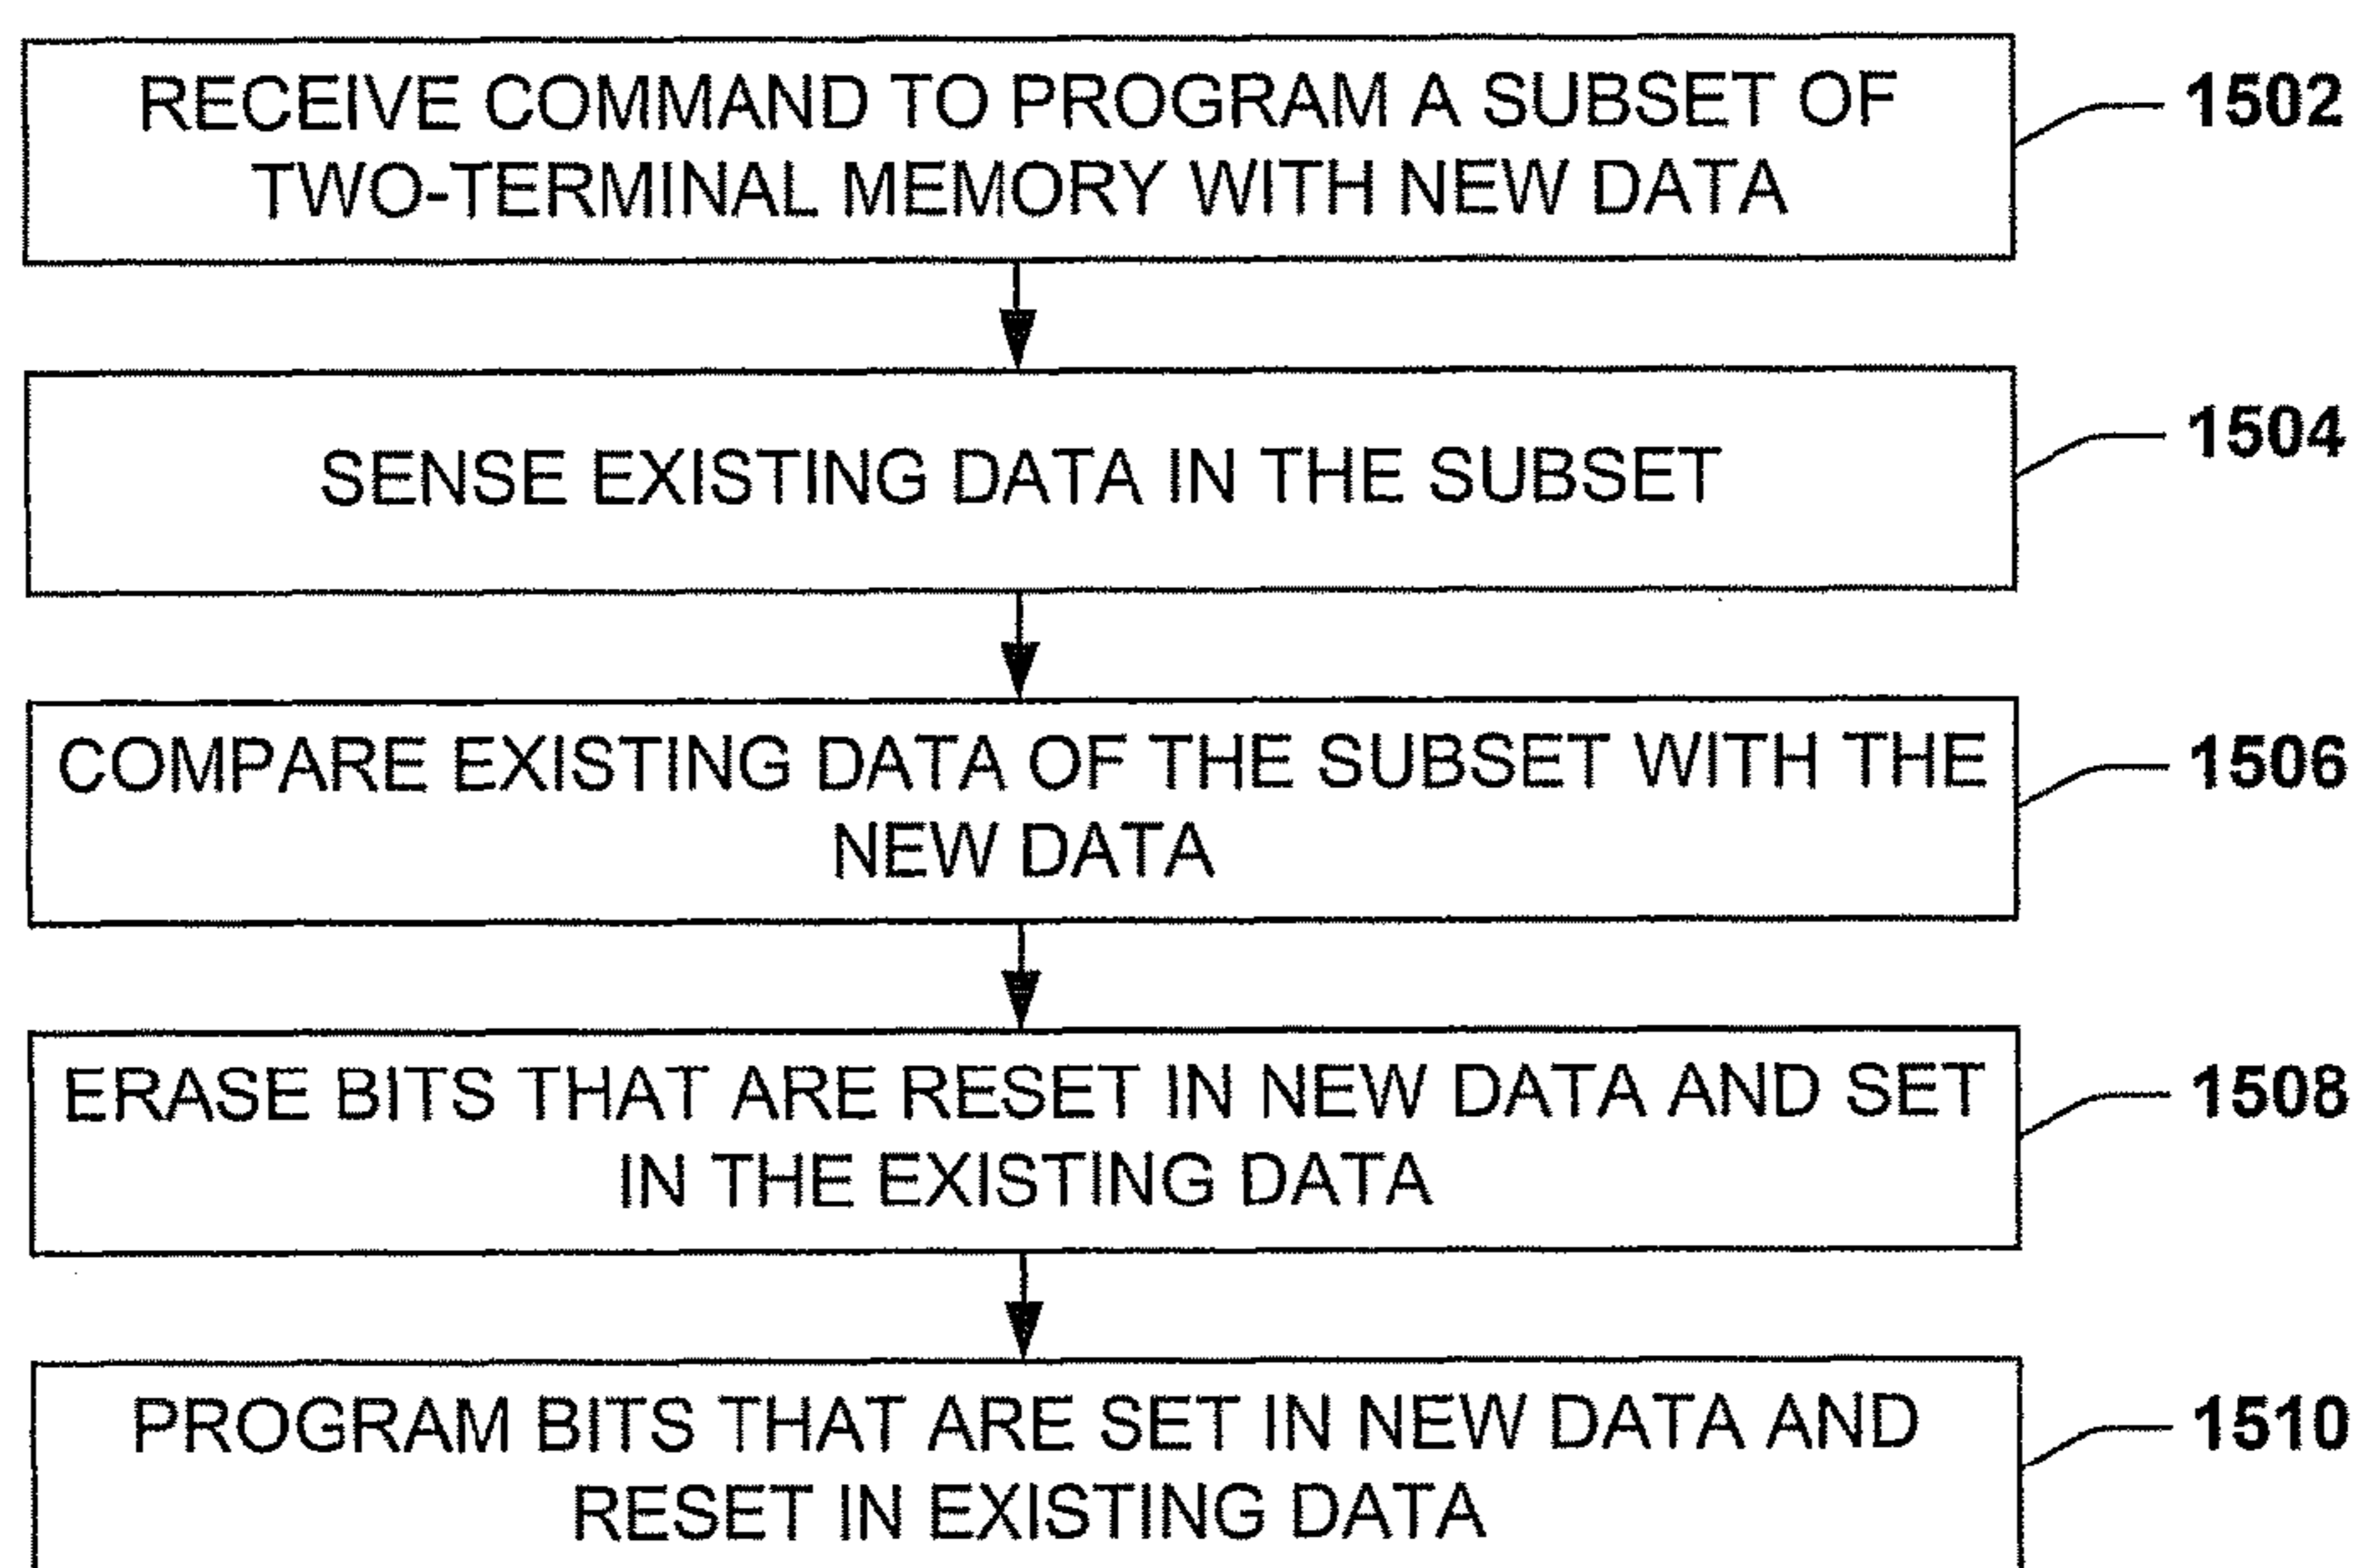 RECEIVE COMMAND TO PROGRAM A SUBSET OF
TWO-TERMINAL MEMORY WITH NEW DATA
1502
SENSE EXISTING DATA IN THE SUBSET
1504
COMPARE EXISTING DATA OF THE SUBSET WITH THE
NEW DATA
1506
ERASE BITS THAT ARE RESET IN NEW DATA AND SET
IN THE EXISTING DATA
1508
PROGRAM BITS THAT ARE SET IN NEW DATA AND
RESET IN EXISTING DATA
1510